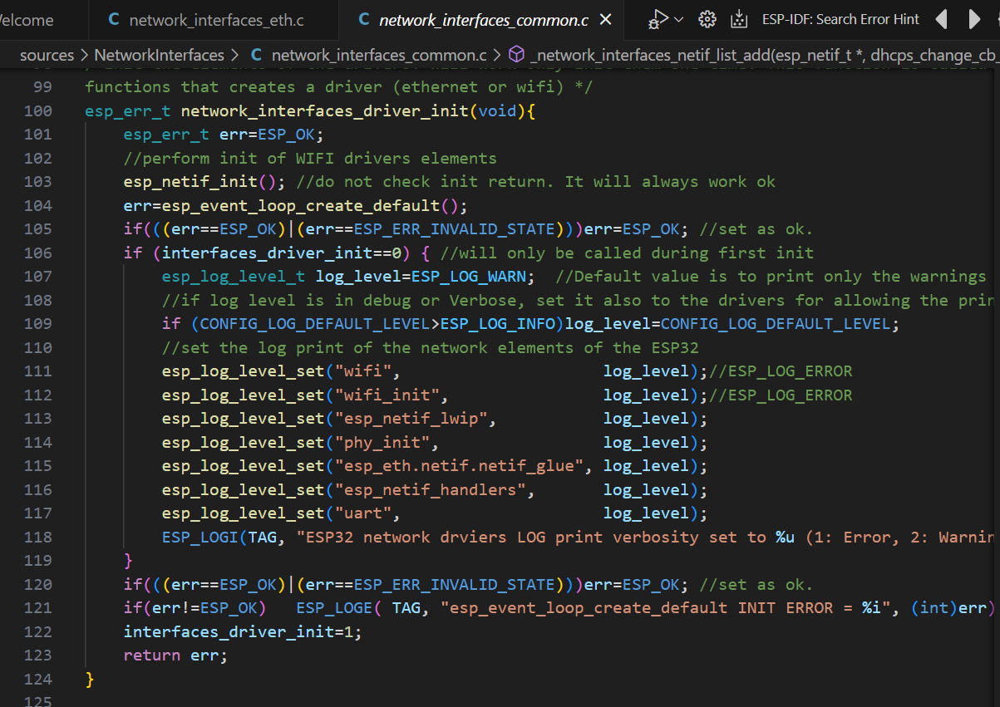 elcome
C network_interfaces_eth.c
C network_interfaces_common.c
ESP-IDF: Search Error Hint
sources > NetworkInterfaces > C network_interfaces_common.c > _network_interfaces_netif_list_add(esp_netif_t *, dhcps_change_cb_
99 functions that creates a driver (ethernet or wifi) */
100 esp_err_t network_interfaces_driver_init(void){
101 esp_err_t err=ESP_OK;
102 //perform init of WIFI drivers elements
103 esp_netif_init(); //do not check init return. It will always work ok
104 err=esp_event_loop_create_default();
105 if(((err==ESP_OK)|(err==ESP_ERR_INVALID_STATE)))err=ESP_OK; //set as ok.
106 if (interfaces_driver_init==0) { //will only be called during first init
107 esp_log_level_t log_level=ESP_LOG_WARN; //Default value is to print only the warnings
108 //if log level is in debug or Verbose, set it also to the drivers for allowing the prin
109 if (CONFIG_LOG_DEFAULT_LEVEL>ESP_LOG_INFO)log_level=CONFIG_LOG_DEFAULT_LEVEL;
110 //set the log print of the network elements of the ESP32
111 esp_log_level_set("wifi", log_level);//ESP_LOG_ERROR
112 esp_log_level_set("wifi_init", log_level);//ESP_LOG_ERROR
113 esp_log_level_set("esp_netif_lwip", log_level);
114 esp_log_level_set("phy_init", log_level);
115 esp_log_level_set("esp_eth.netif.netif_glue", log_level);
116 esp_log_level_set("esp_netif_handlers", log_level);
117 esp_log_level_set("uart", log_level);
118 ESP_LOGI(TAG, "ESP32 network drviers LOG print verbosity set to %u (1: Error, 2: Warnin
119 }
120 if(((err==ESP_OK)|(err==ESP_ERR_INVALID_STATE)))err=ESP_OK; //set as ok.
121 if(err!=ESP_OK) ESP_LOGE( TAG, "esp_event_loop_create_default INIT ERROR = %i", (int)err)
122 interfaces_driver_init=1;
123 return err;
124 }
125